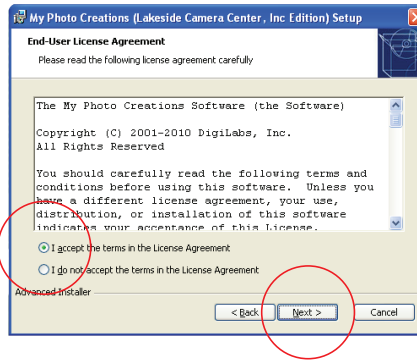 My Photo Creations (Lakeside Camera Center, Inc Edition) Setup
End-User License Agreement
Please read the following license agreement carefully
The My Photo Creations Software (the Software)
Copyright (C) 2001-2010 DigiLabs, Inc.
All Rights Reserved
You should carefully read the following terms and
conditions before using this software. Unless you
have a different license agreement, your use,
distribution, or installation of this software
indicates your acceptance of this License.
I accept the terms in the License Agreement
I do not accept the terms in the License Agreement
Advanced Installer
< Back Next > Cancel